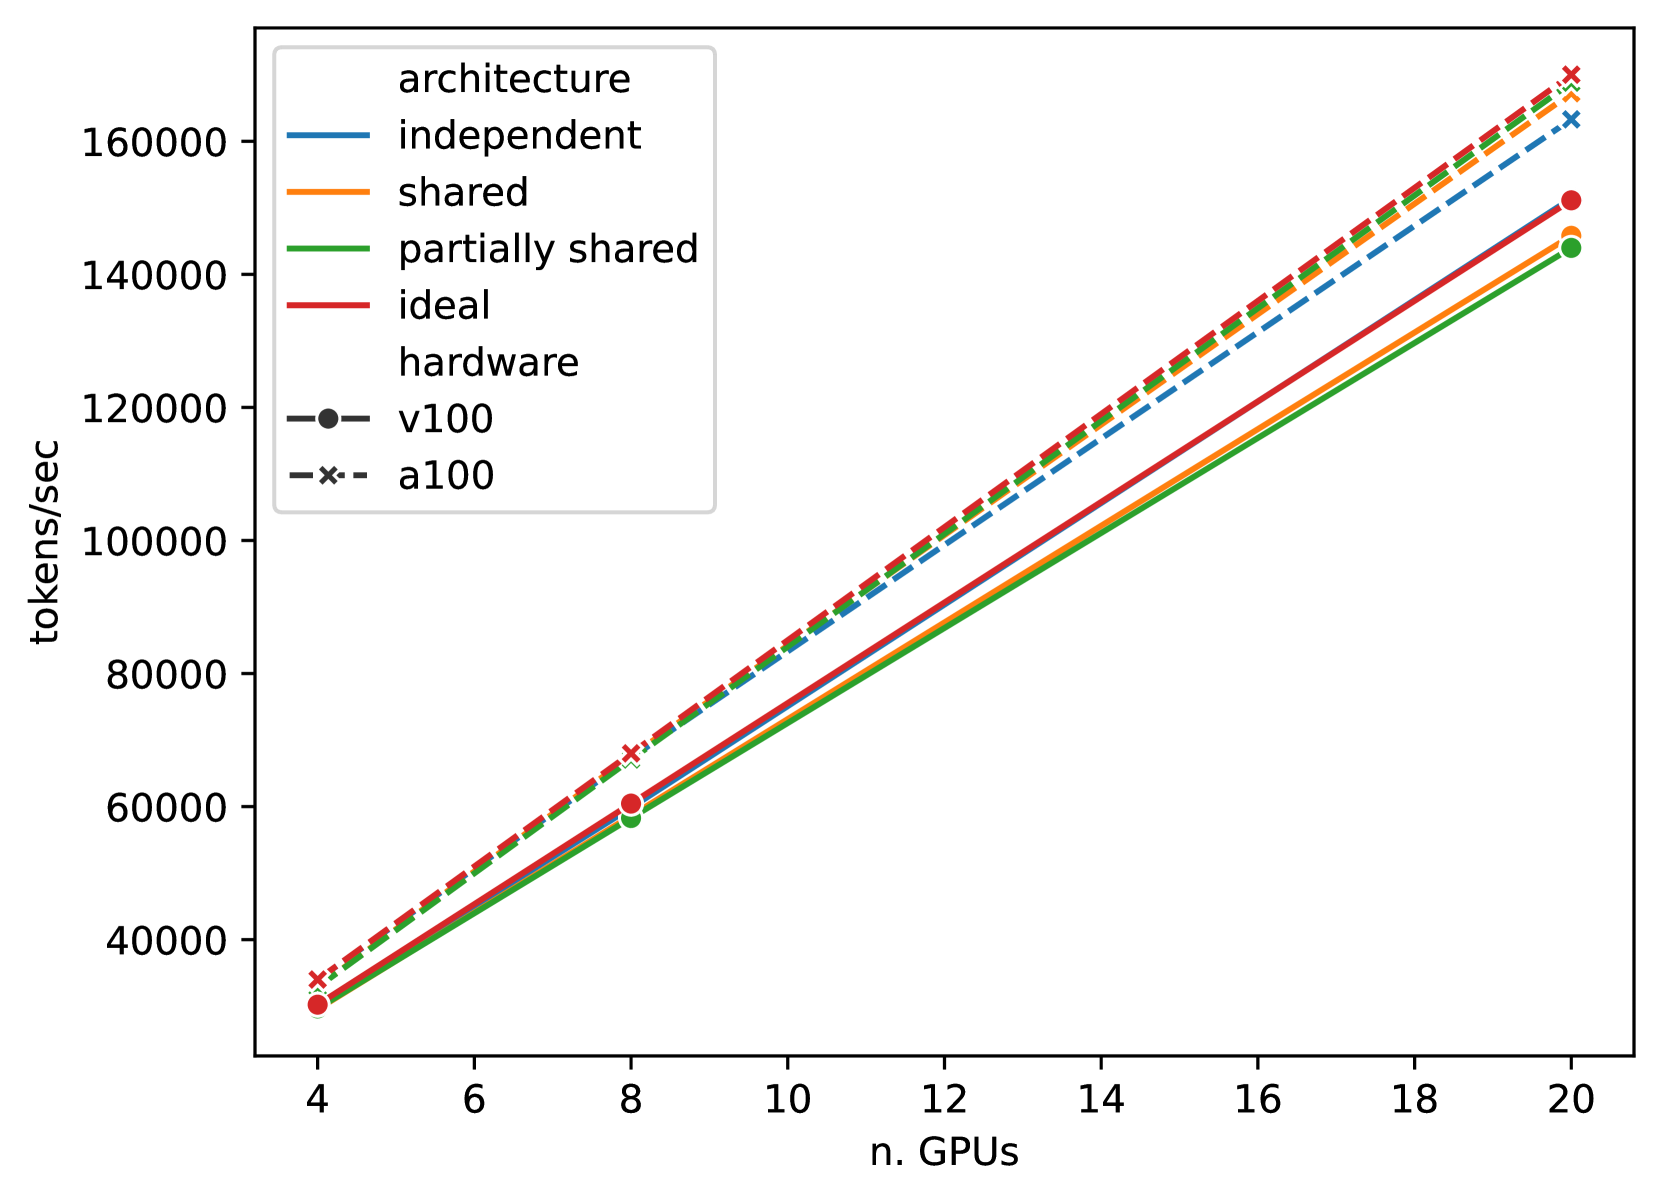 architecture
independent
shared
partially shared
ideal
hardware
v100
a100
tokens/sec
160000
140000
120000
100000
80000
60000
40000
4 6 8 10 12 14 16 18 20
n. GPUs